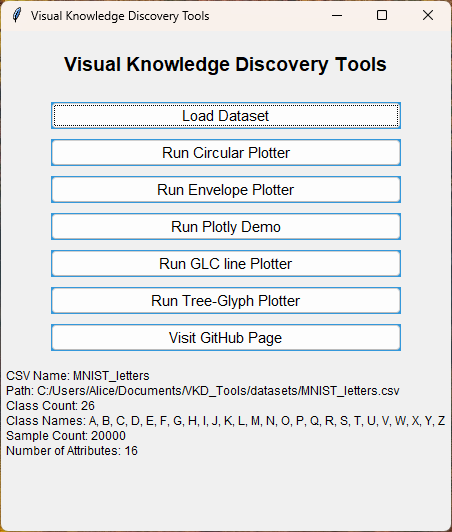 Visual Knowledge Discovery Tools
Visual Knowledge Discovery Tools
Load Dataset
Run Circular Plotter
Run Envelope Plotter
Run Plotly Demo
Run GLC line Plotter
Run Tree-Glyph Plotter
Visit GitHub Page
CSV Name: MNIST_letters
Path: C:/Users/Alice/Documents/VKD_Tools/datasets/MNIST_letters.csv
Class Count: 26
Class Names: A, B, C, D, E, F, G, H, I, J, K, L, M, N, O, P, Q, R, S, T, U, V, W, X, Y, Z
Sample Count: 20000
Number of Attributes: 16